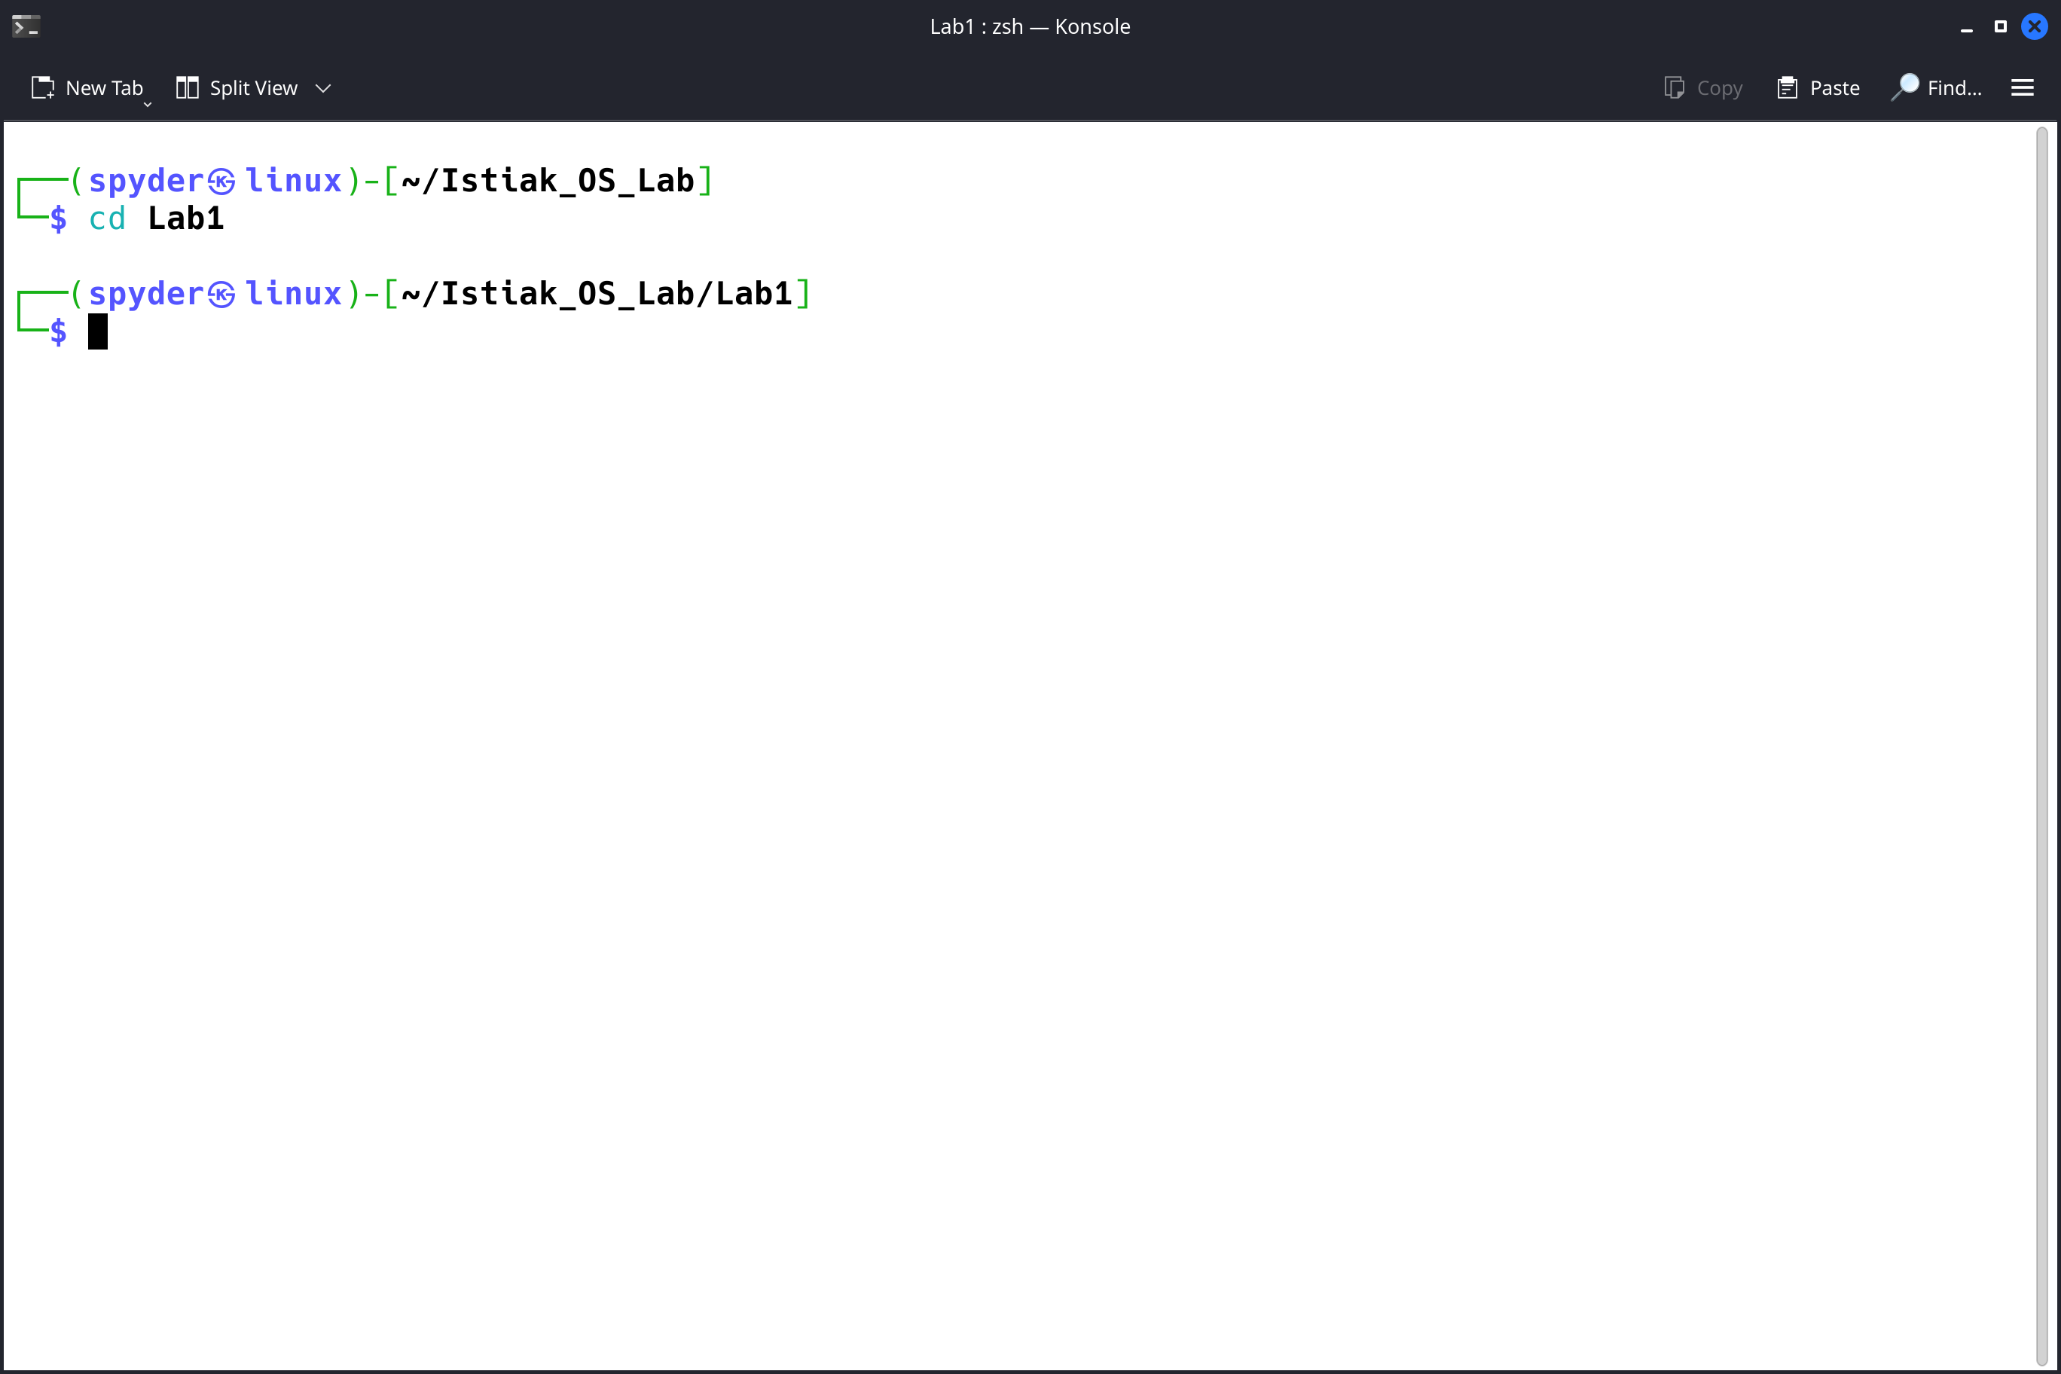 Lab1 : zsh — Konsole
New Tab Split View Copy Paste Find...
┌──(spyder㉿linux)-[~/Istiak_OS_Lab]
└─$ cd Lab1
┌──(spyder㉿linux)-[~/Istiak_OS_Lab/Lab1]
└─$